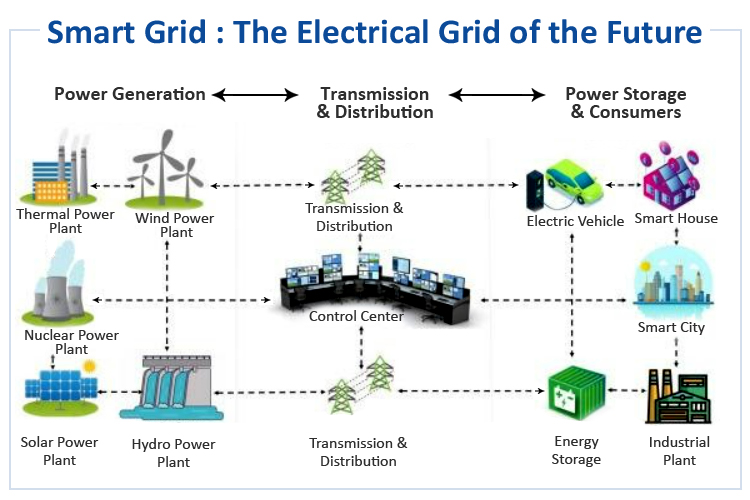 Smart Grid : The Electrical Grid of the Future
Power Generation
Transmission
& Distribution
Power Storage
& Consumers
Thermal Power
Plant
Wind Power
Plant
Transmission &
Distribution
Electric Vehicle
Smart House
Nuclear Power
Plant
Control Center
Smart City
Solar Power
Plant
Hydro Power
Plant
Transmission &
Distribution
Energy
Storage
Industrial
Plant